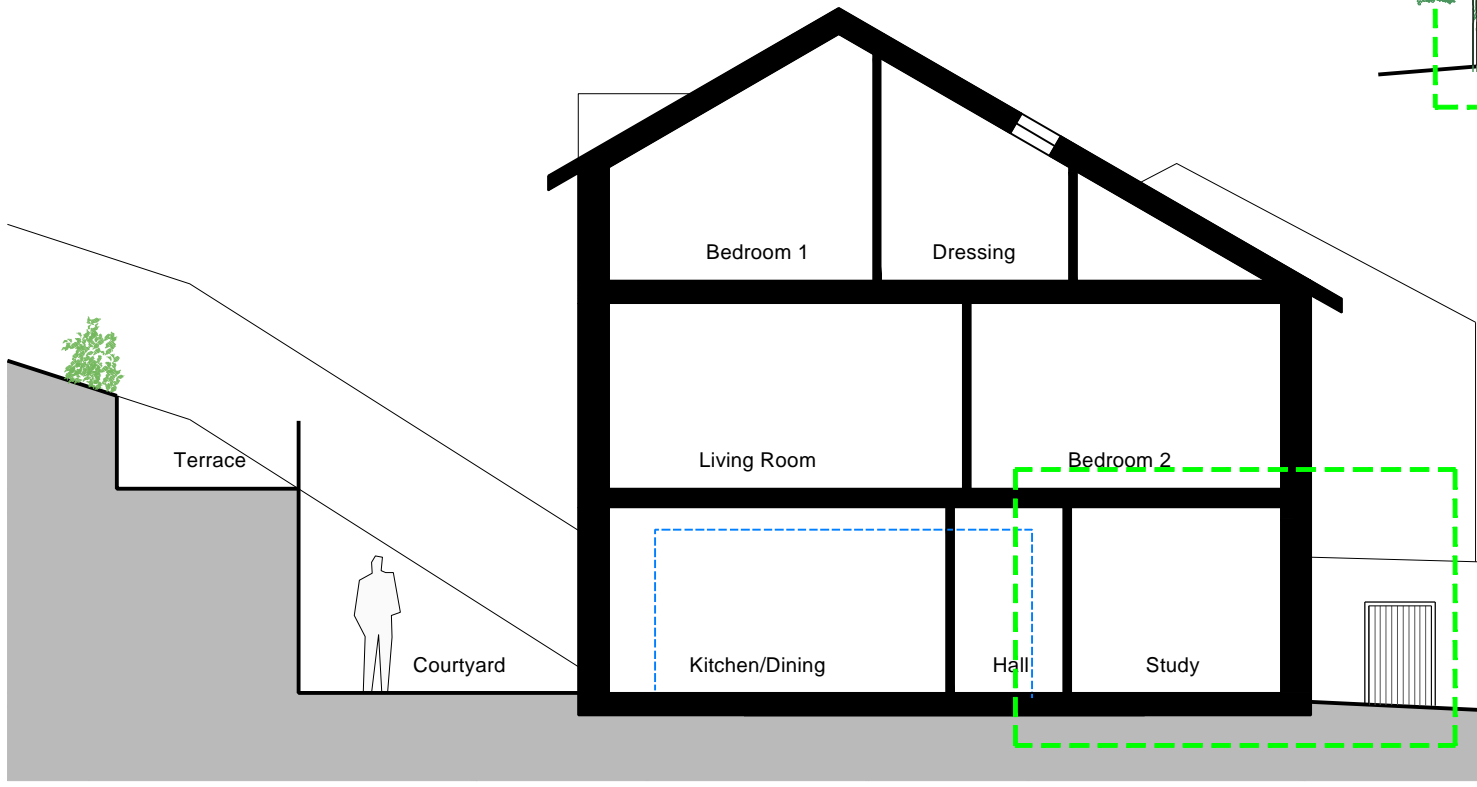 Bedroom 1
Dressing
Terrace
Living Room
Bedroom 2
Courtyard
Kitchen/Dining
Hall
Study